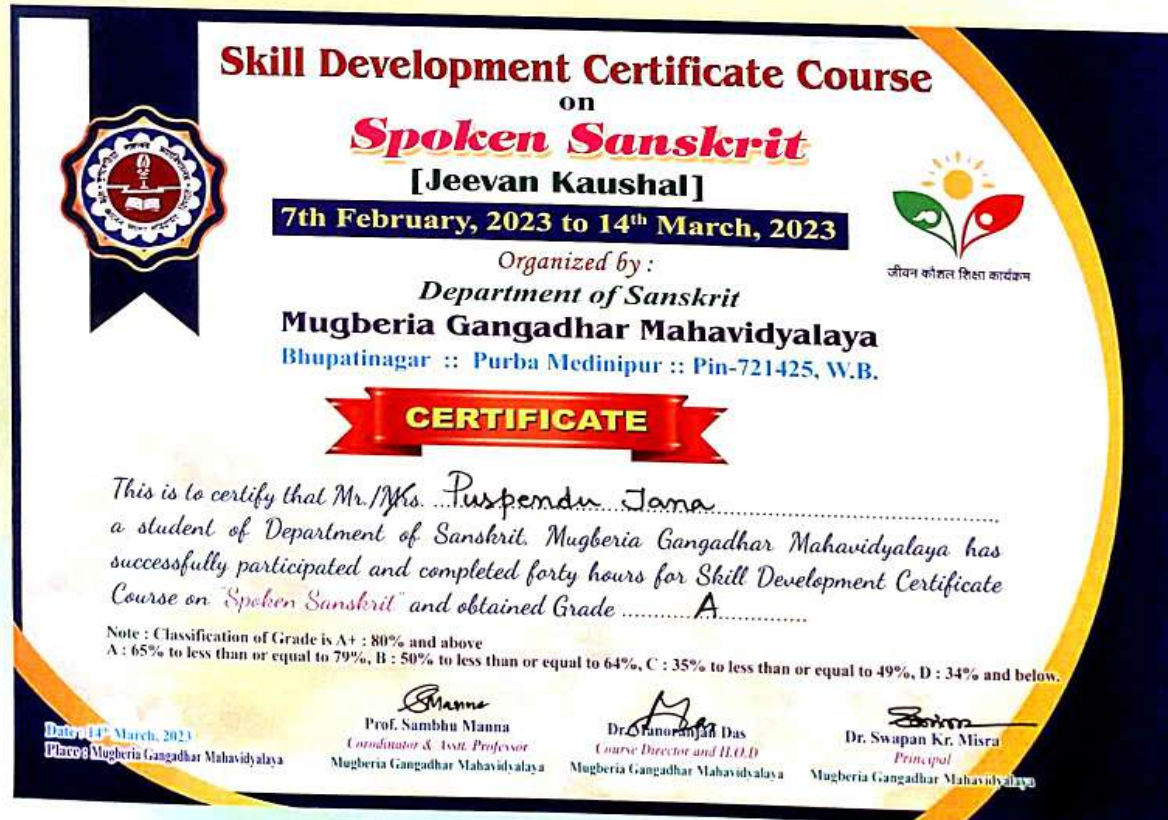 Skill Development Certificate Course
on
Spoken Sanskrit
[Jeevan Kaushal]
7th February, 2023 to 14th March, 2023
जीवन कौशल शिक्षा कार्यक्रम
Organized by :
Department of Sanskrit
Mugberia Gangadhar Mahavidyalaya
Bhupatinagar :: Purba Medinipur :: Pin-721425, W.B.
CERTIFICATE
This is to certify that Mr./Mrs. Puspendu Jana
a student of Department of Sanskrit. Mugberia Gangadhar Mahavidyalaya has
successfully participated and completed forty hours for Skill Development Certificate
Course on "Spoken Sanskrit" and obtained Grade ..........A..............
Note : Classification of Grade is A+ : 80% and above
A : 65% to less than or equal to 79%, B : 50% to less than or equal to 64%, C : 35% to less than or equal to 49%, D : 34% and below.
Date : 14th March, 2023
Place : Mugberia Gangadhar Mahavidyalaya
SManna
Prof. Sambhu Manna
Coordinator & Asstt. Professor
Mugberia Gangadhar Mahavidyalaya
Dr. Manoranjan Das
Course Director and H.O.D
Mugberia Gangadhar Mahavidyalaya
Dr. Swapan Kr. Misra
Principal
Mugberia Gangadhar Mahavidyalaya